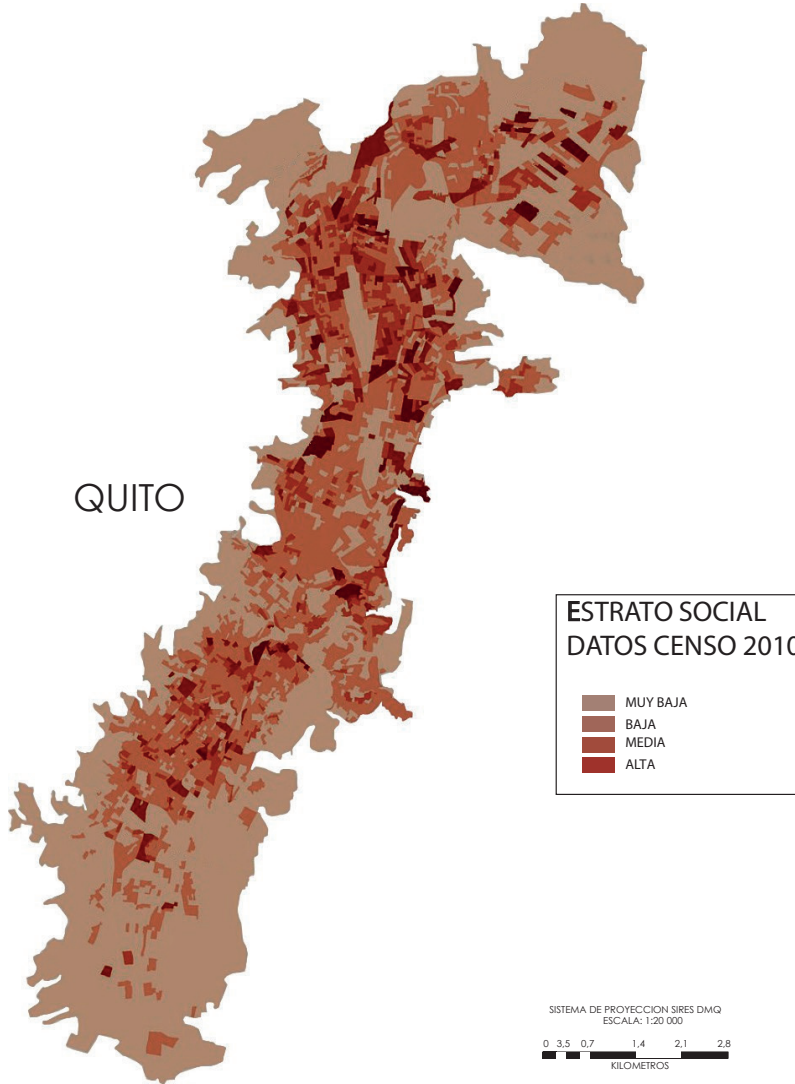 QUITO
ESTRATO SOCIAL
DATOS CENSO 2010
MUY BAJA
BAJA
MEDIA
ALTA
SISTEMA DE PROYECCION SIRES DMQ
ESCALA: 1:20 000
0 3,5 0,7 1,4 2,1 2,8
KILOMETROS